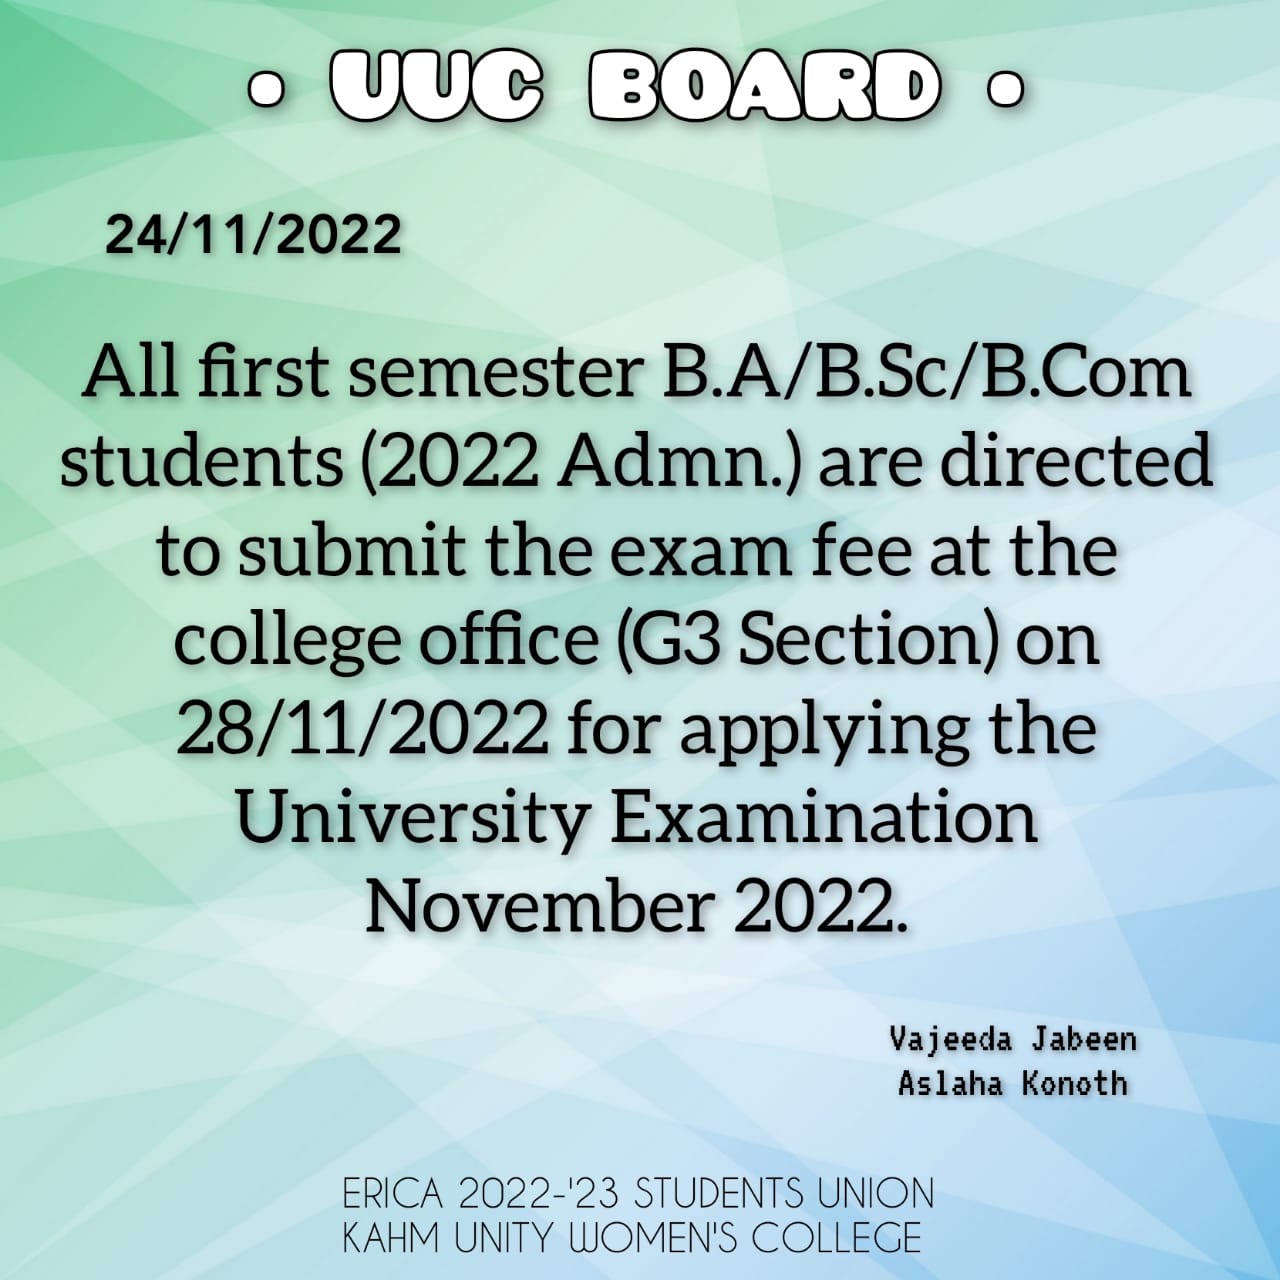 • UUC BOARD •
24/11/2022
All first semester B.A/B.Sc/B.Com
students (2022 Admn.) are directed
to submit the exam fee at the
college office (G3 Section) on
28/11/2022 for applying the
University Examination
November 2022.
Vajeeda Jabeen
Aslaha Konoth
ERICA 2022-'23 STUDENTS UNION
KAHM UNITY WOMEN'S COLLEGE